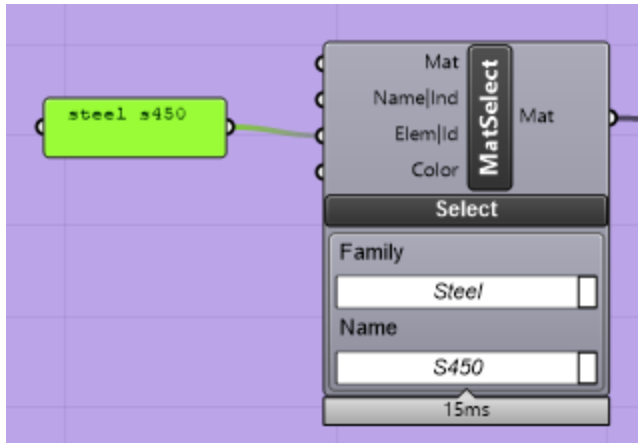 steel s450
Mat
Name|Ind
Elem|Id
Color
MatSelect
Mat
Select
Family
Steel
Name
S450
15ms